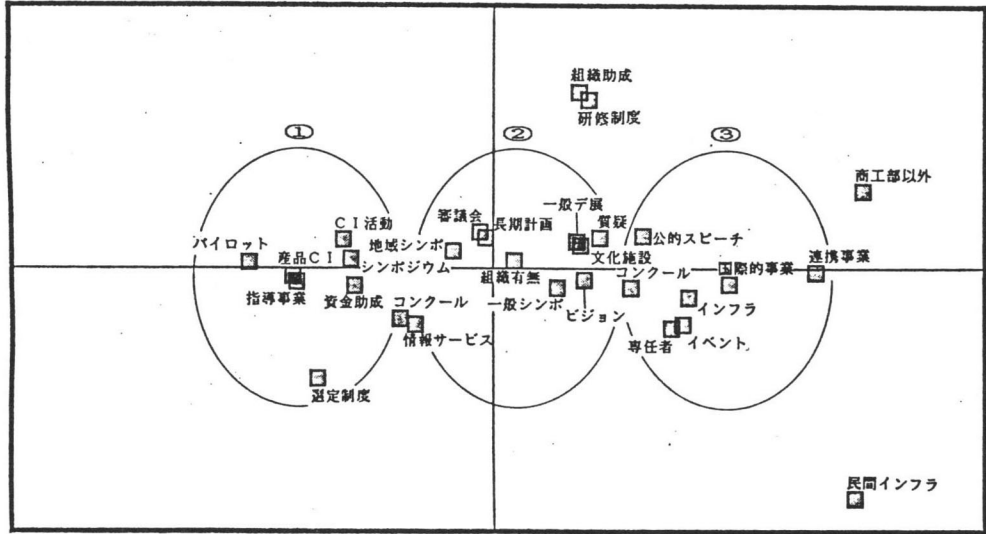 組織助成
研修制度
①
②
③
商工部以外
一般デ展
審議会
質疑
長期計画
ＣＩ活動
公的スピーチ
地域シンポ
パイロット
産品ＣＩ
文化施設
連携事業
シンポジウム
組織有無
コンクール
国際的事業
指導事業
資金助成
コンクール
一般シンポ
ビジョン
インフラ
情報サービス
専任者
イベント
選定制度
民間インフラ